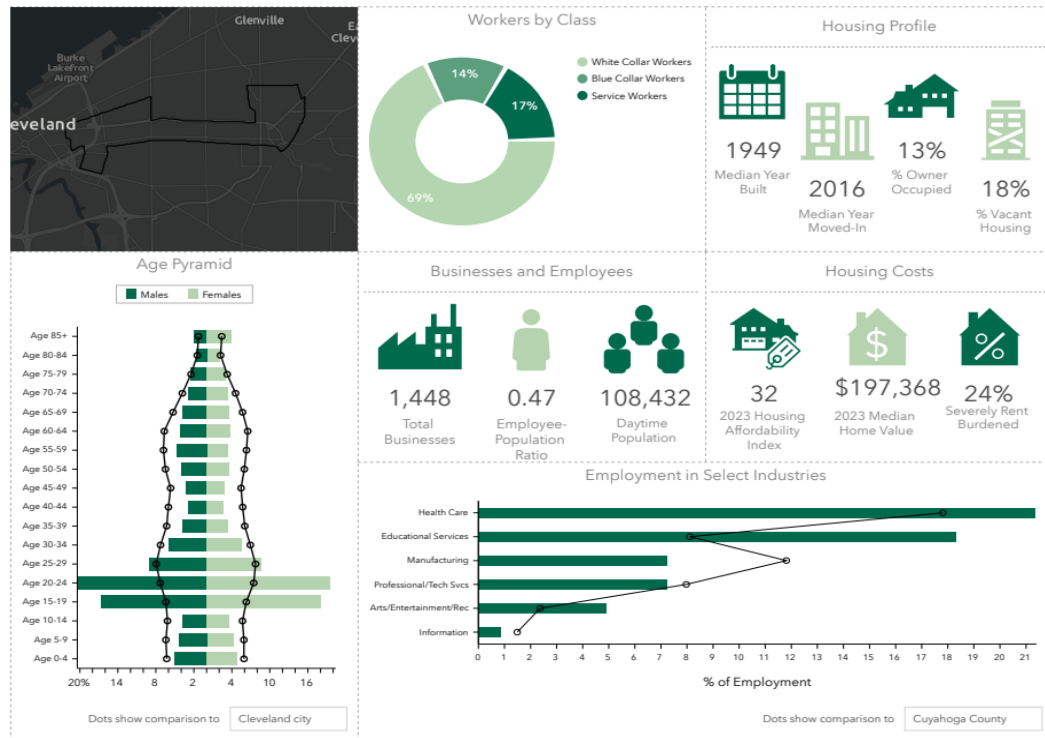 Glenville
Ea
Clev
Burke
Lakefront
Airport
eveland
Workers by Class
14%
17%
69%
White Collar Workers
Blue Collar Workers
Service Workers
Housing Profile
1949
Median Year
Built
2016
Median Year
Moved-In
13%
% Owner
Occupied
18%
% Vacant
Housing
Age Pyramid
Males Females
Age 85+
Age 80-84
Age 75-79
Age 70-74
Age 65-69
Age 60-64
Age 55-59
Age 50-54
Age 45-49
Age 40-44
Age 35-39
Age 30-34
Age 25-29
Age 20-24
Age 15-19
Age 10-14
Age 5-9
Age 0-4
20% 14 8 2 4 10 16
Dots show comparison to Cleveland city
Businesses and Employees
1,448
Total
Businesses
0.47
Employee-
Population
Ratio
108,432
Daytime
Population
Housing Costs
32
2023 Housing
Affordability
Index
$
$197,368
2023 Median
Home Value
%
24%
Severely Rent
Burdened
Employment in Select Industries
Health Care
Educational Services
Manufacturing
Professional/Tech Svcs
Arts/Entertainment/Rec
Information
0 1 2 3 4 5 6 7 8 9 10 11 12 13 14 15 16 17 18 19 20 21
% of Employment
Dots show comparison to Cuyahoga County